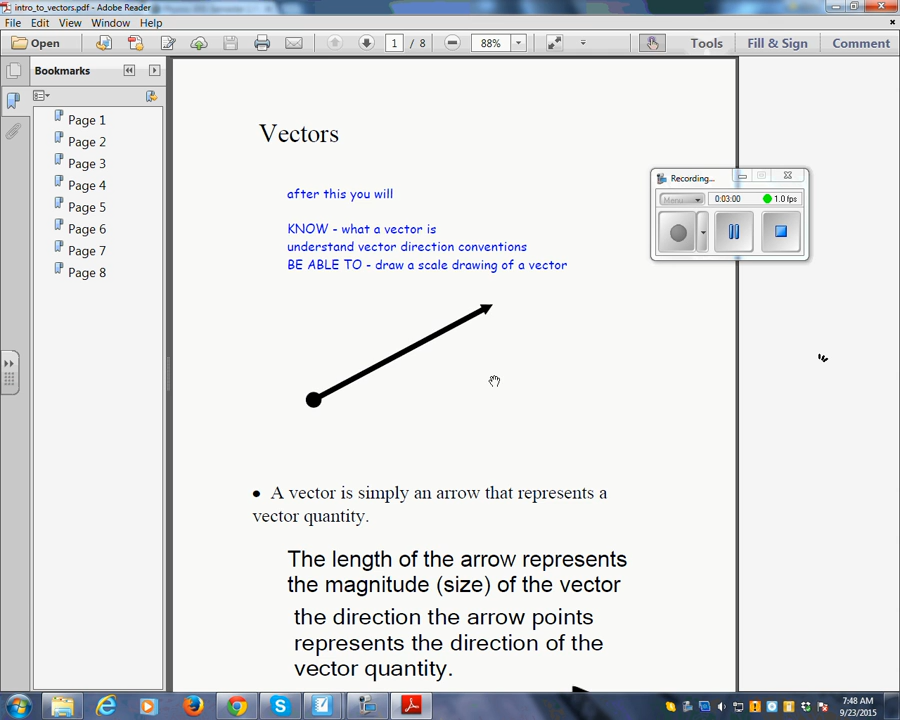 intro_to_vectors.pdf - Adobe Reader
File Edit View Window Help
Open 1 / 8 88% Tools Fill & Sign Comment
Bookmarks
Page 1
Page 2
Page 3
Page 4
Page 5
Page 6
Page 7
Page 8
Vectors
after this you will
KNOW - what a vector is
understand vector direction conventions
BE ABLE TO - draw a scale drawing of a vector
Recording...
Menu 0:03:00 1.0 fps
• A vector is simply an arrow that represents a
vector quantity.
The length of the arrow represents
the magnitude (size) of the vector
the direction the arrow points
represents the direction of the
vector quantity.
7:48 AM
9/23/2015